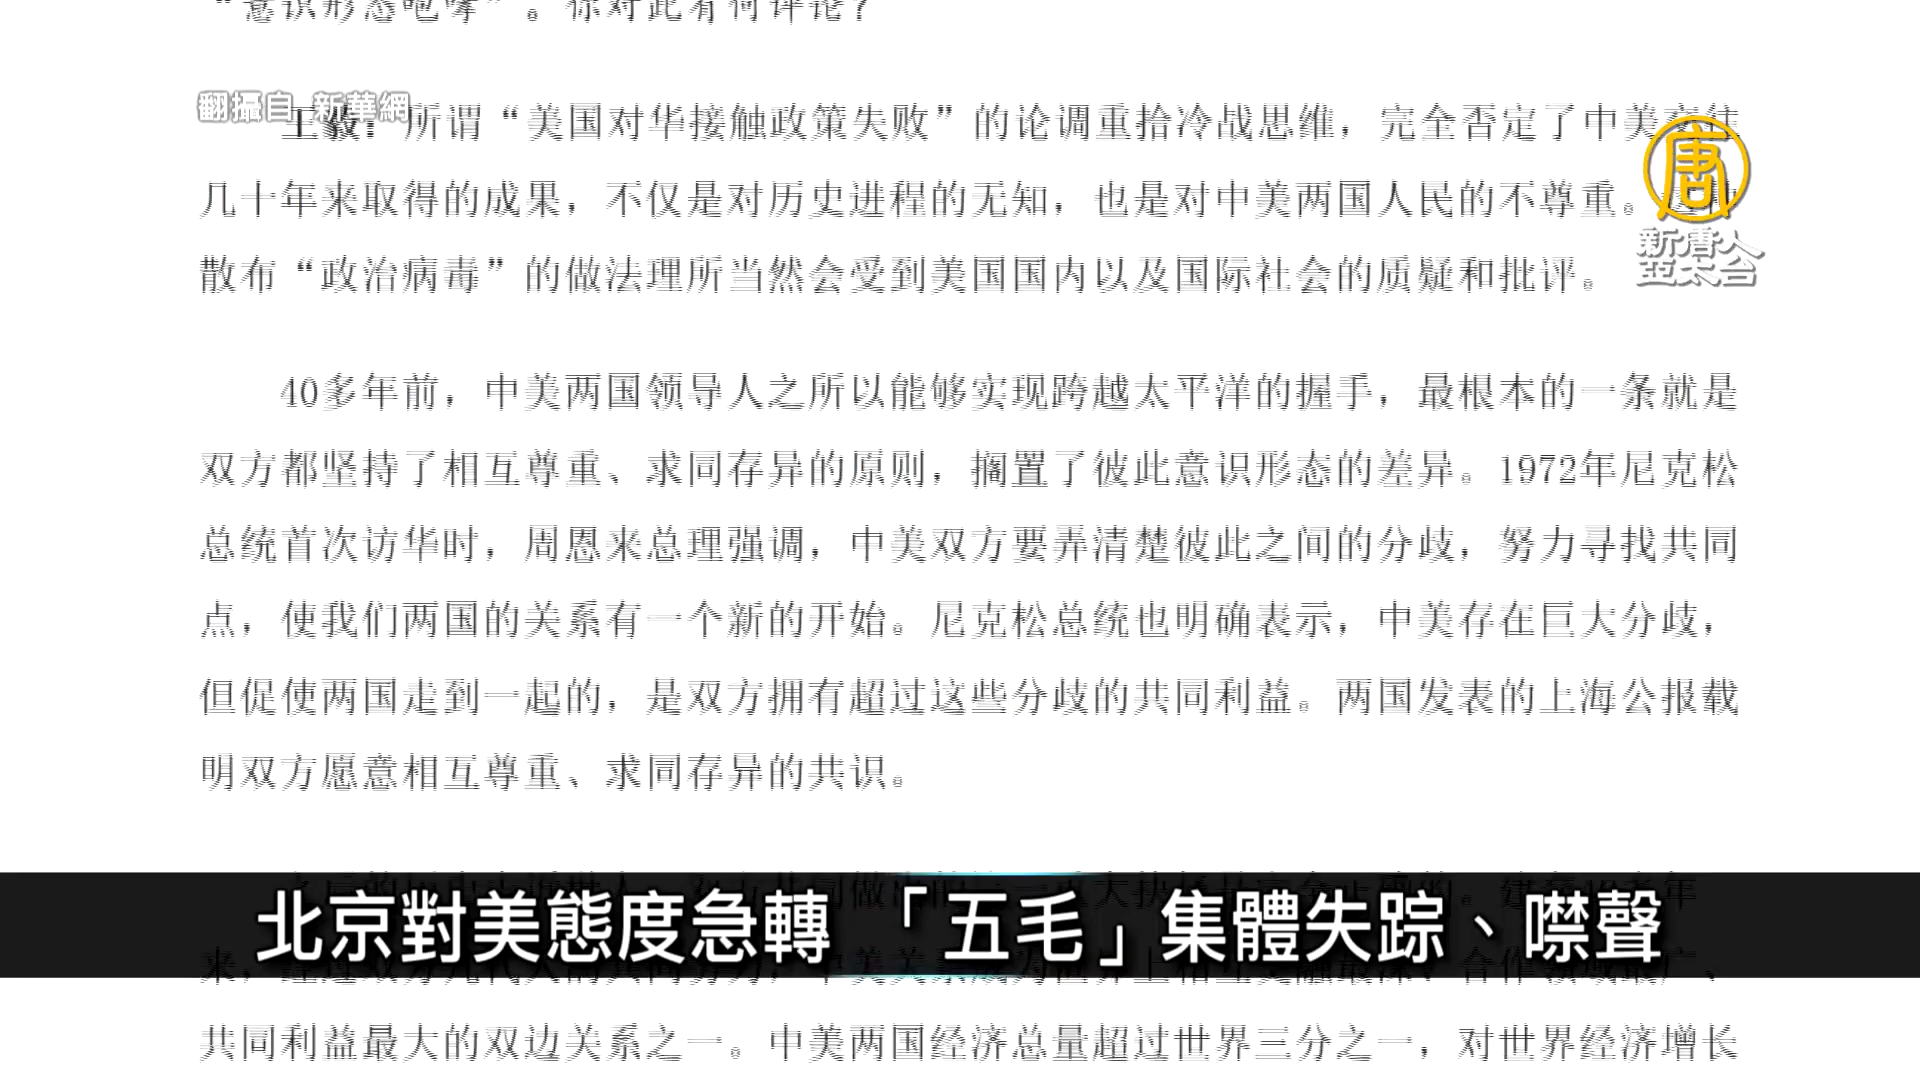 “意识形态咆哮”。你对此有何评论？
翻攝自 新華網
王毅：所谓“美国对华接触政策失败”的论调重拾冷战思维，完全否定了中美交往
几十年来取得的成果，不仅是对历史进程的无知，也是对中美两国人民的不尊重。
散布“政治病毒”的做法理所当然会受到美国国内以及国际社会的质疑和批评。
唐
新唐人
亞太台
40多年前，中美两国领导人之所以能够实现跨越太平洋的握手，最根本的一条就是
双方都坚持了相互尊重、求同存异的原则，搁置了彼此意识形态的差异。1972年尼克松
总统首次访华时，周恩来总理强调，中美双方要弄清楚彼此之间的分歧，努力寻找共同
点，使我们两国的关系有一个新的开始。尼克松总统也明确表示，中美存在巨大分歧，
但促使两国走到一起的，是双方拥有超过这些分歧的共同利益。两国发表的上海公报载
明双方愿意相互尊重、求同存异的共识。
北京對美態度急轉 「五毛」集體失踪、噤聲
共同利益最大的双边关系之一。中美两国经济总量超过世界三分之一，对世界经济增长